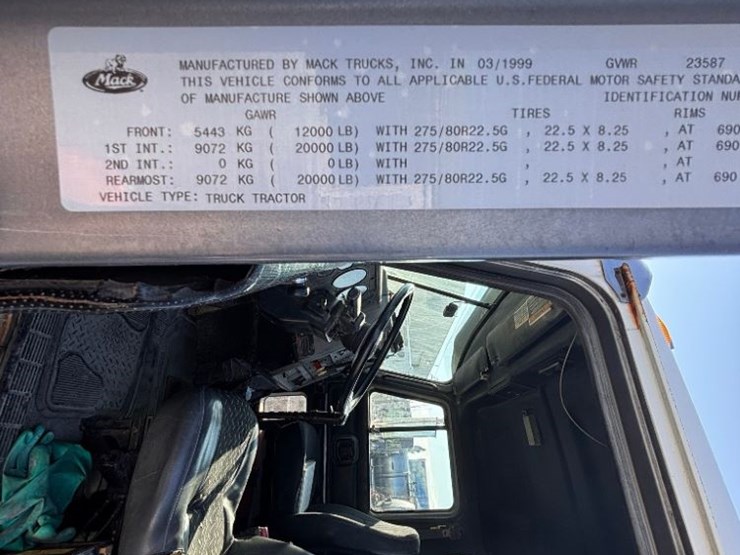 Mack
MANUFACTURED BY MACK TRUCKS, INC. IN 03/1999 GVWR 23587
THIS VEHICLE CONFORMS TO ALL APPLICABLE U.S.FEDERAL MOTOR SAFETY STANDA
OF MANUFACTURE SHOWN ABOVE IDENTIFICATION NU
GAWR TIRES RIMS
FRONT: 5443 KG ( 12000 LB) WITH 275/80R22.5G , 22.5 X 8.25 , AT 690
1ST INT.: 9072 KG ( 20000 LB) WITH 275/80R22.5G , 22.5 X 8.25 , AT 690
2ND INT.: 0 KG ( 0 LB) WITH , , AT
REARMOST: 9072 KG ( 20000 LB) WITH 275/80R22.5G , 22.5 X 8.25 , AT 690
VEHICLE TYPE: TRUCK TRACTOR